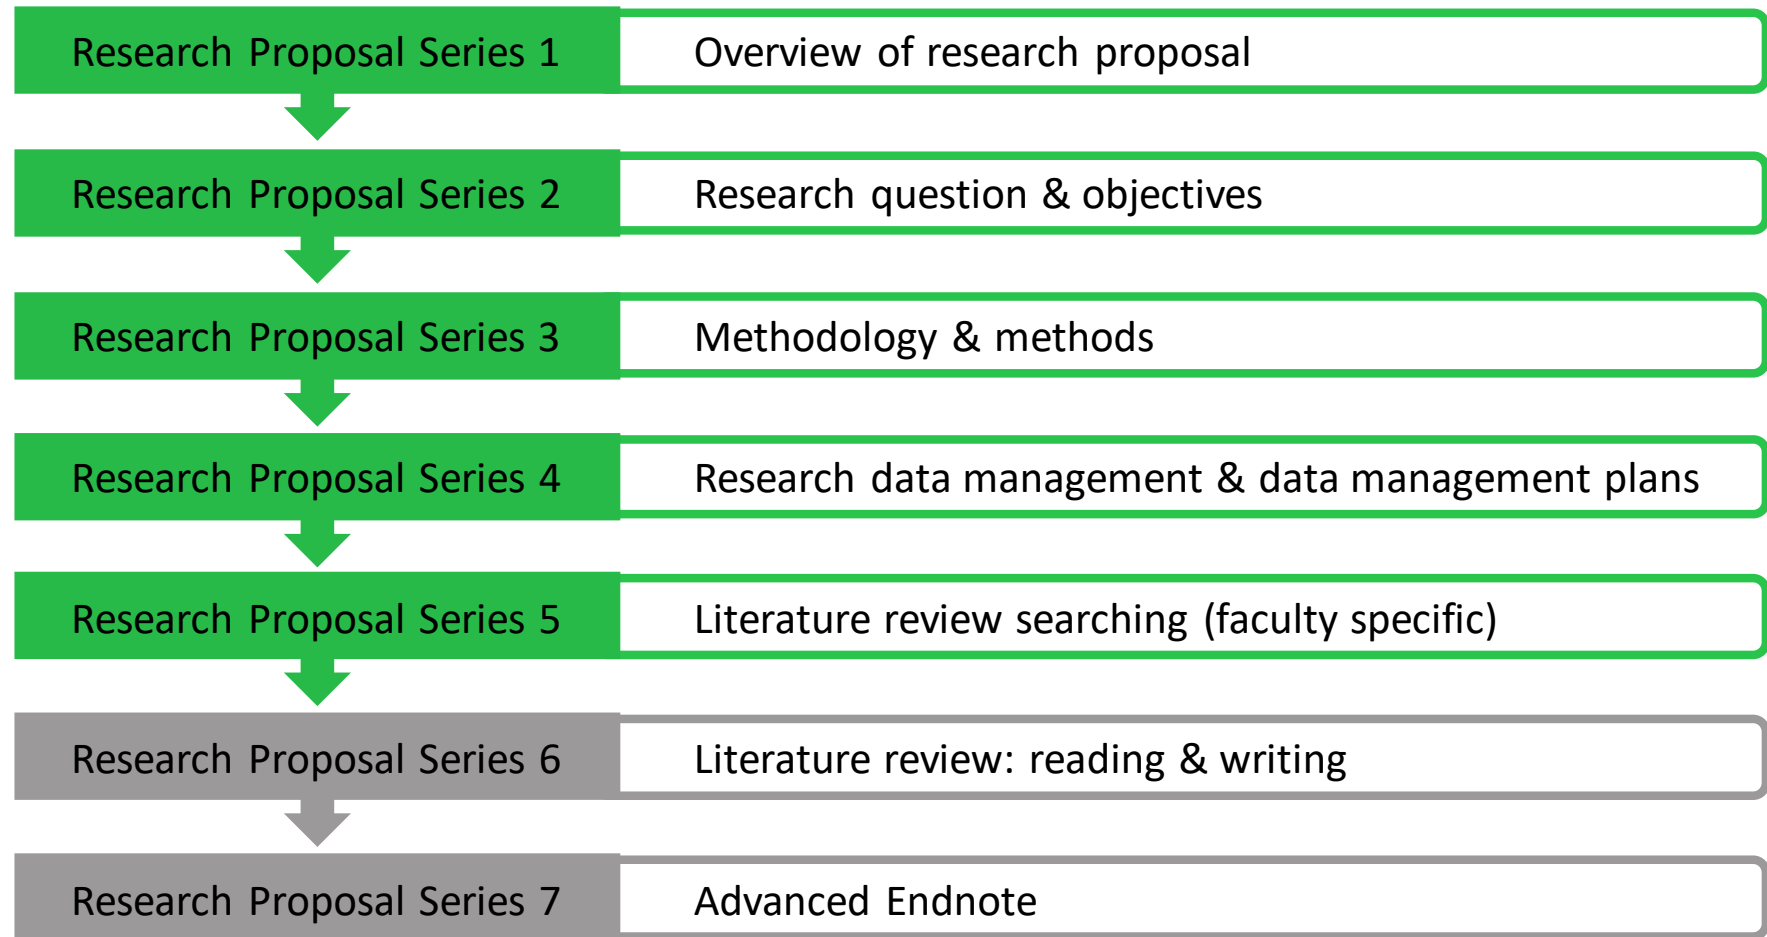 Research Proposal Series 1
Overview of research proposal
Research Proposal Series 2
Research question & objectives
Research Proposal Series 3
Methodology & methods
Research Proposal Series 4
Research data management & data management plans
Research Proposal Series 5
Literature review searching (faculty specific)
Research Proposal Series 6
Literature review: reading & writing
Research Proposal Series 7
Advanced Endnote